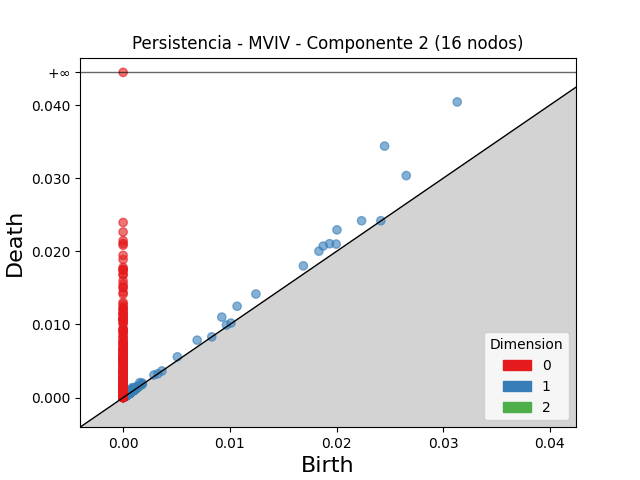 Persistencia - MVIV - Componente 2 (16 nodos)
+∞
0.040
0.030
0.020
0.010
0.000
Death
0.00 0.01 0.02 0.03 0.04
Birth
Dimension
0
1
2